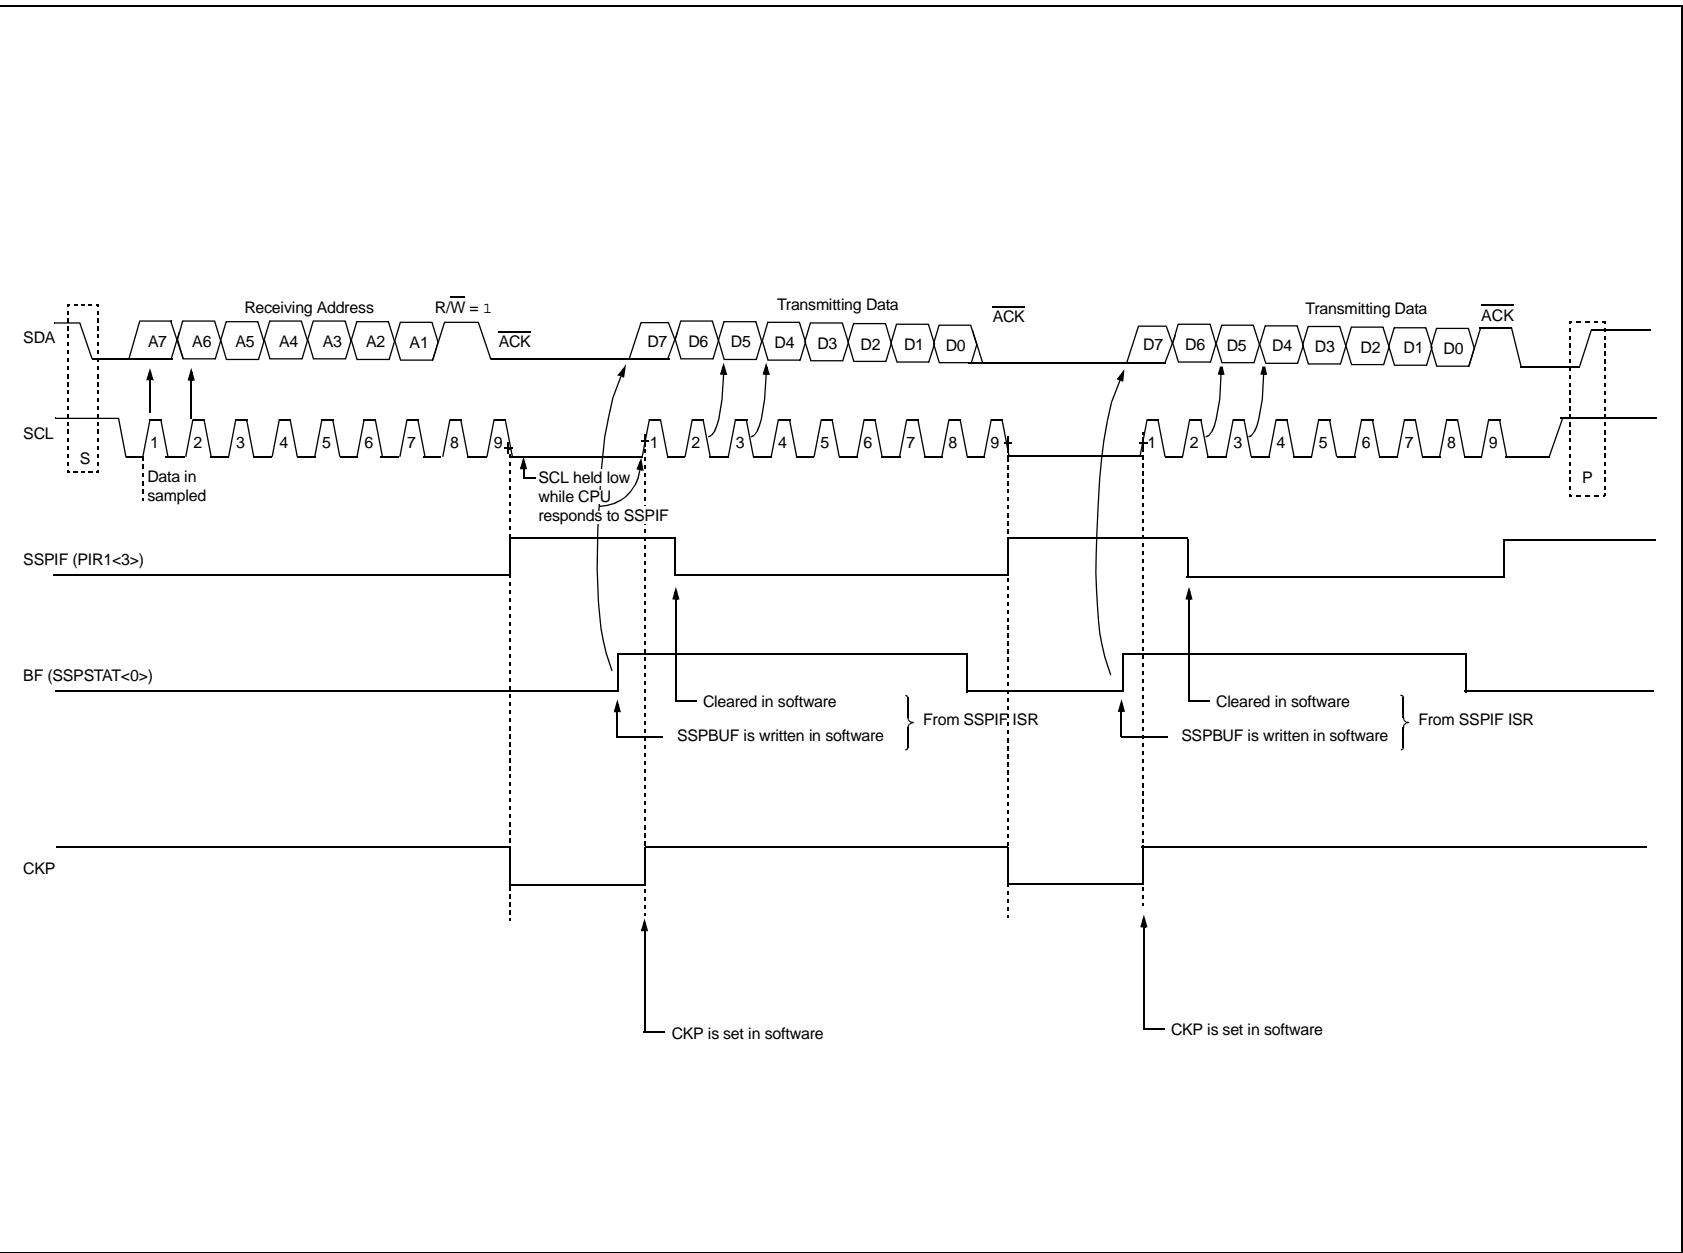 Receiving Address R/W = 1
Transmitting Data
ACK
Transmitting Data
ACK
SDA A7 A6 A5 A4 A3 A2 A1 ACK D7 D6 D5 D4 D3 D2 D1 D0 D7 D6 D5 D4 D3 D2 D1 D0
SCL 1 2 3 4 5 6 7 8 9 1 2 3 4 5 6 7 8 9 1 2 3 4 5 6 7 8 9
S
P
Data in
sampled
SCL held low
while CPU
responds to SSPIF
SSPIF (PIR1<3>)
BF (SSPSTAT<0>)
Cleared in software
SSPBUF is written in software
From SSPIF ISR
Cleared in software
SSPBUF is written in software
From SSPIF ISR
CKP
CKP is set in software
CKP is set in software